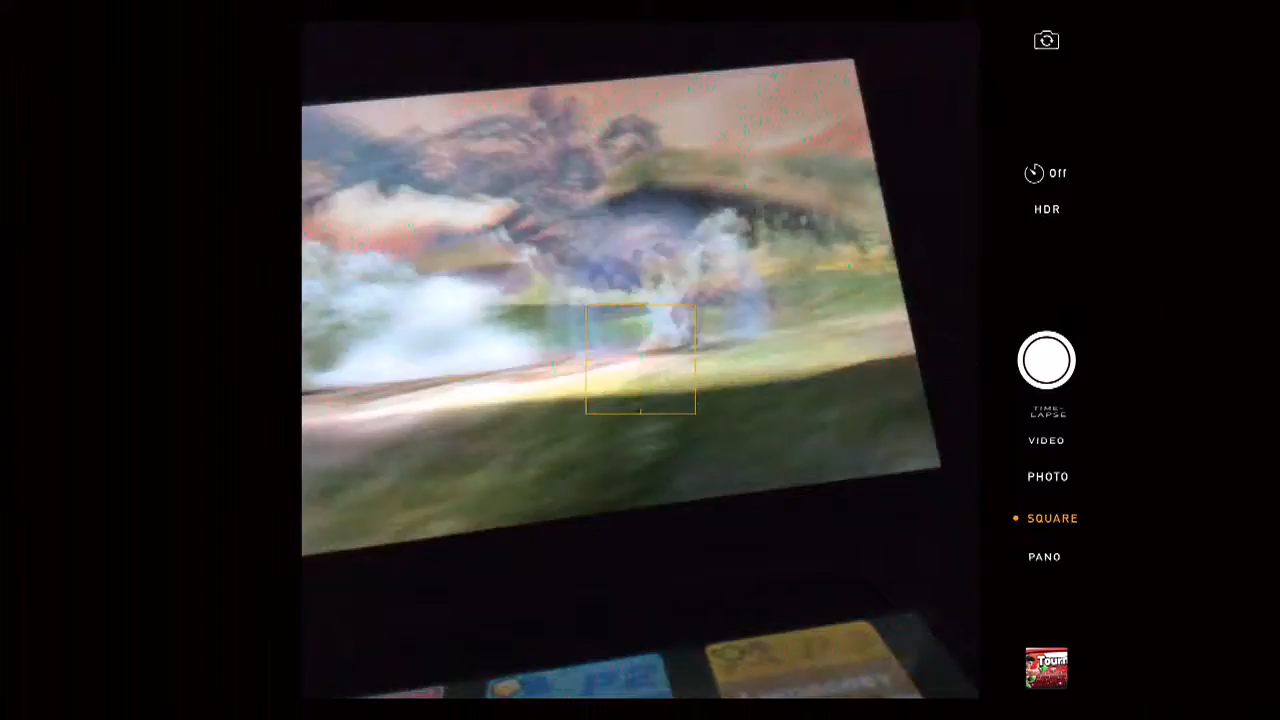 Off
HDR
TIME-
LAPSE
VIDEO
PHOTO
SQUARE
PANO
Tourn